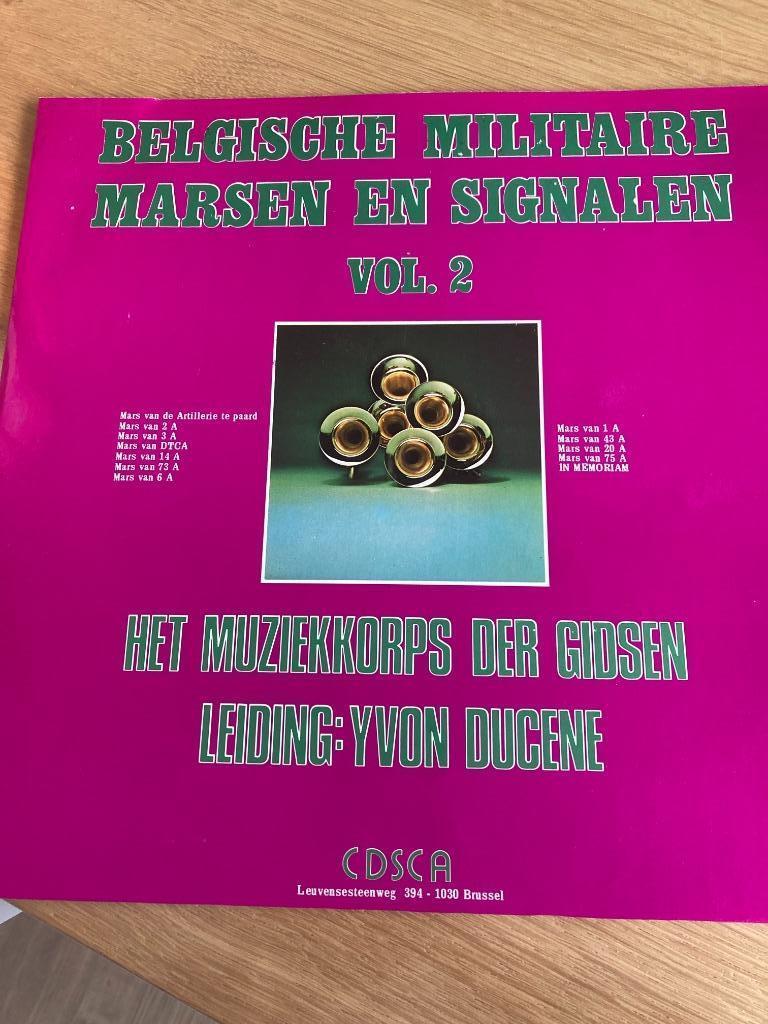 BELGISCHE MILITAIRE
MARSEN EN SIGNALEN
VOL. 2
Mars van de Artillerie te paard
Mars van 2 A
Mars van 3 A
Mars van DTCA
Mars van 14 A
Mars van 73 A
Mars van 6 A
Mars van 1 A
Mars van 43 A
Mars van 20 A
Mars van 75 A
IN MEMORIAM
HET MUZIEKKORPS DER GIDSEN
LEIDING: YVON DUCENE
CDSCA
Leuvensesteenweg 394 - 1030 Brussel